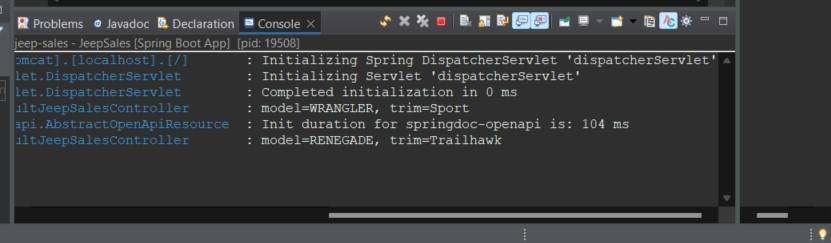 Problems @ Javadoc Declaration Console
jeep-sales - JeepSales [Spring Boot App] [pid: 19508]
omcat].[localhost].[/] : Initializing Spring DispatcherServlet 'dispatcherServlet'
let.DispatcherServlet : Initializing Servlet 'dispatcherServlet'
let.DispatcherServlet : Completed initialization in 0 ms
ultJeepSalesController : model=WRANGLER, trim=Sport
api.AbstractOpenApiResource : Init duration for springdoc-openapi is: 104 ms
ultJeepSalesController : model=RENEGADE, trim=Trailhawk